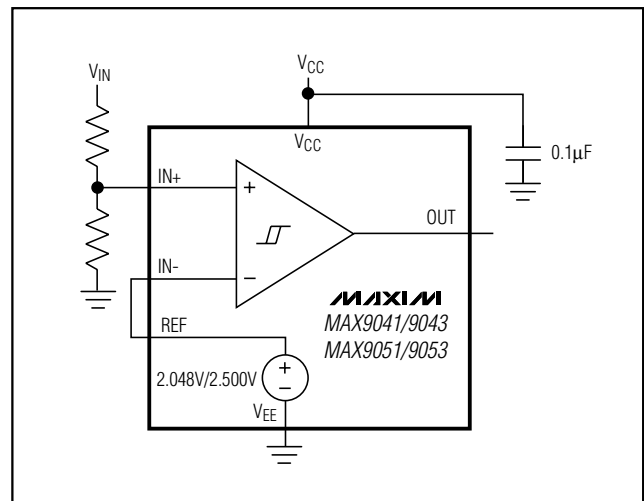 VIN
VCC
VCC
0.1µF
IN+
+
OUT
IN-
−
MAXIM
MAX9041/9043
MAX9051/9053
REF
+
2.048V/2.500V
−
VEE